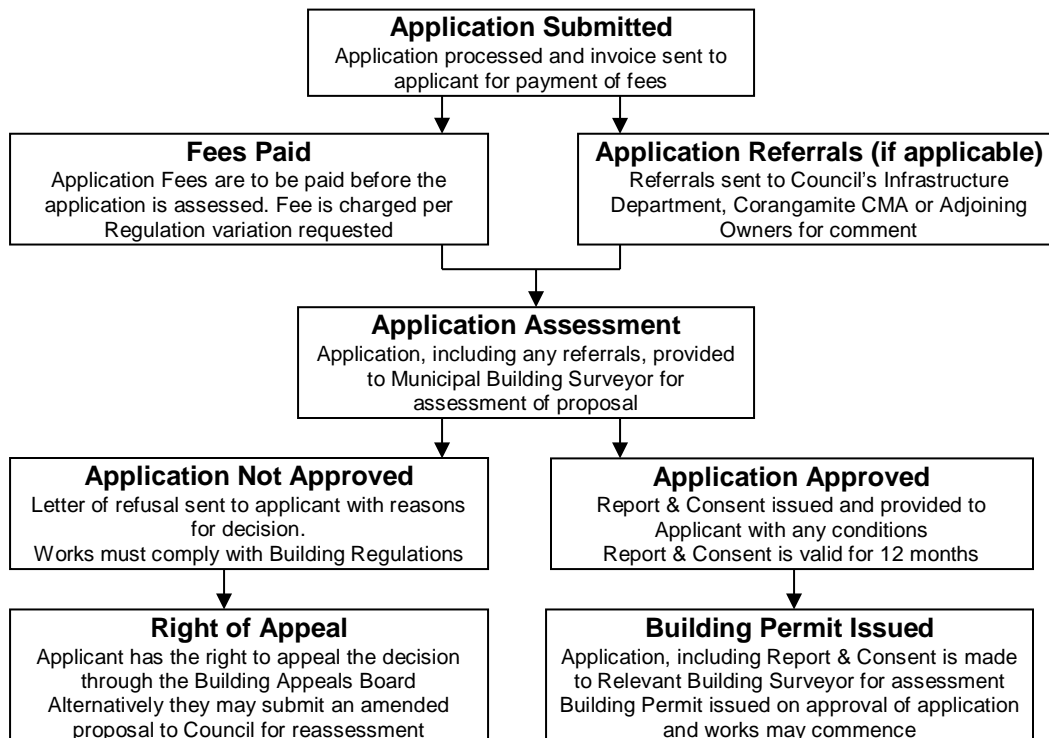 Application Submitted
Application processed and invoice sent to
applicant for payment of fees
Fees Paid
Application Fees are to be paid before the
application is assessed. Fee is charged per
Regulation variation requested
Application Referrals (if applicable)
Referrals sent to Council's Infrastructure
Department, Corangamite CMA or Adjoining
Owners for comment
Application Assessment
Application, including any referrals, provided
to Municipal Building Surveyor for
assessment of proposal
Application Not Approved
Letter of refusal sent to applicant with reasons
for decision.
Works must comply with Building Regulations
Application Approved
Report & Consent issued and provided to
Applicant with any conditions
Report & Consent is valid for 12 months
Right of Appeal
Applicant has the right to appeal the decision
through the Building Appeals Board
Alternatively they may submit an amended
proposal to Council for reassessment
Building Permit Issued
Application, including Report & Consent is made
to Relevant Building Surveyor for assessment
Building Permit issued on approval of application
and works may commence